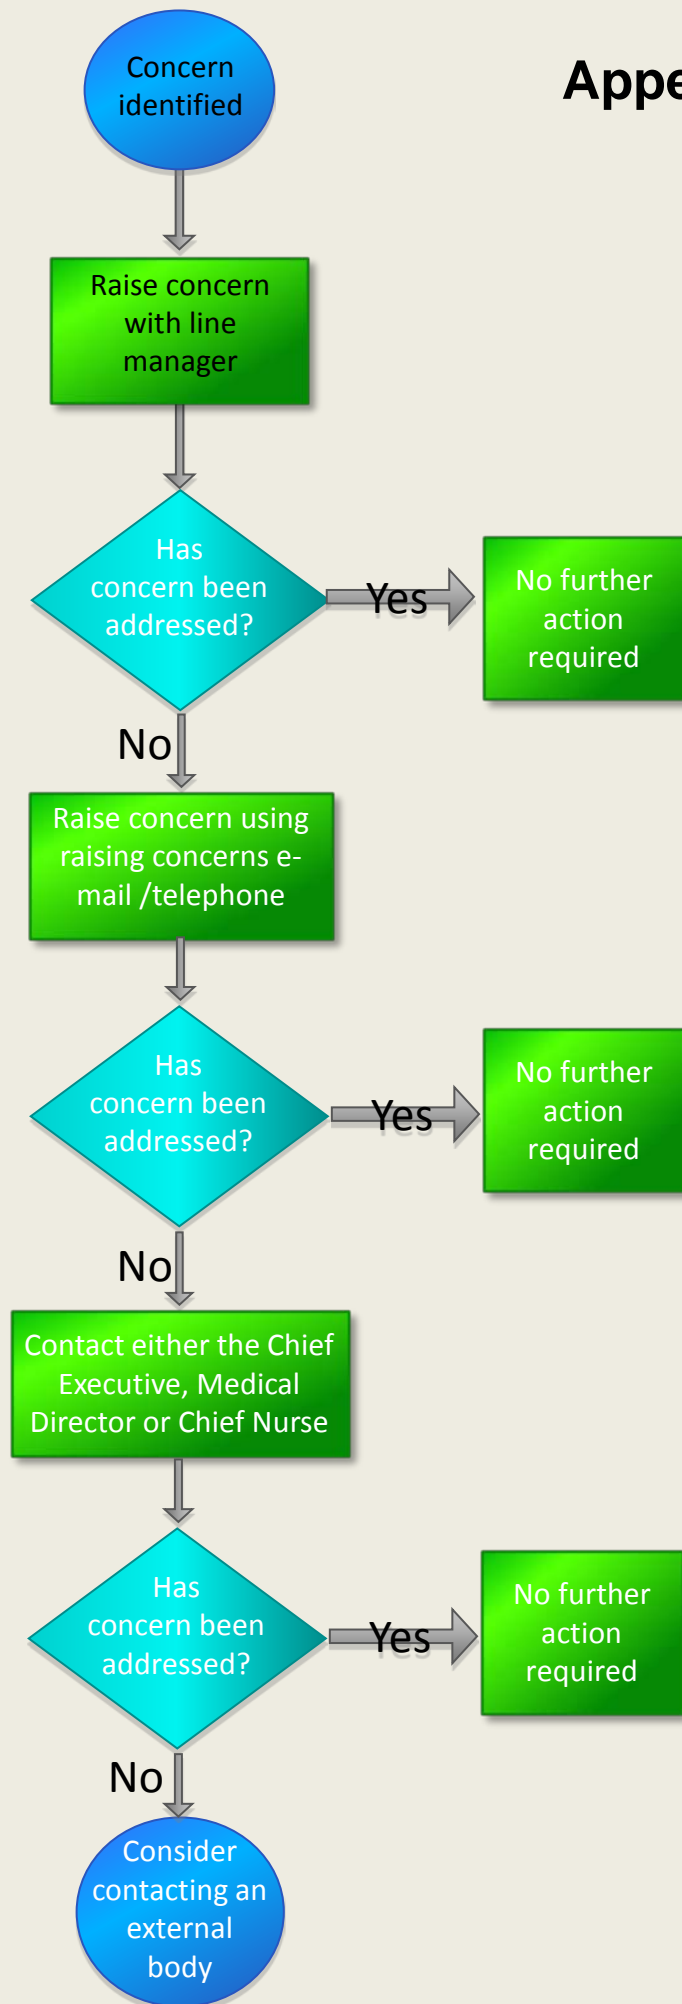 Concern
identified
Raise concern
with line
manager
Has
concern been
addressed?
Yes
No further
action
required
No
Raise concern using
raising concerns e-
mail /telephone
Has
concern been
addressed?
Yes
No further
action
required
No
Contact either the Chief
Executive, Medical
Director or Chief Nurse
Has
concern been
addressed?
Yes
No further
action
required
No
Consider
contacting an
external
body